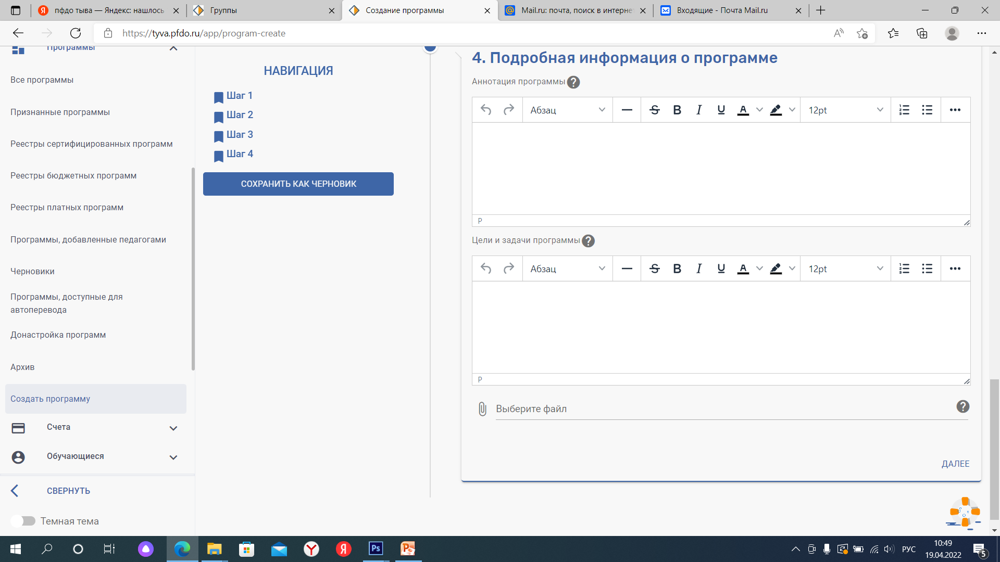 пфдо тыва — Яндекс: нашлось
Группы
Создание программы
Mail.ru: почта, поиск в интерне
Входящие - Почта Mail.ru
https://tyva.pfdo.ru/app/program-create
Программы
Все программы
Признанные программы
Реестры сертифицированных программ
Реестры бюджетных программ
Реестры платных программ
Программы, добавленные педагогами
Черновики
Программы, доступные для
автоперевода
Донастройка программ
Архив
Создать программу
Счета
Обучающиеся
СВЕРНУТЬ
Темная тема
НАВИГАЦИЯ
Шаг 1
Шаг 2
Шаг 3
Шаг 4
СОХРАНИТЬ КАК ЧЕРНОВИК
4. Подробная информация о программе
Аннотация программы
Абзац 12pt
P
Цели и задачи программы
Абзац 12pt
P
Выберите файл
ДАЛЕЕ
РУС
10:49
19.04.2022
5